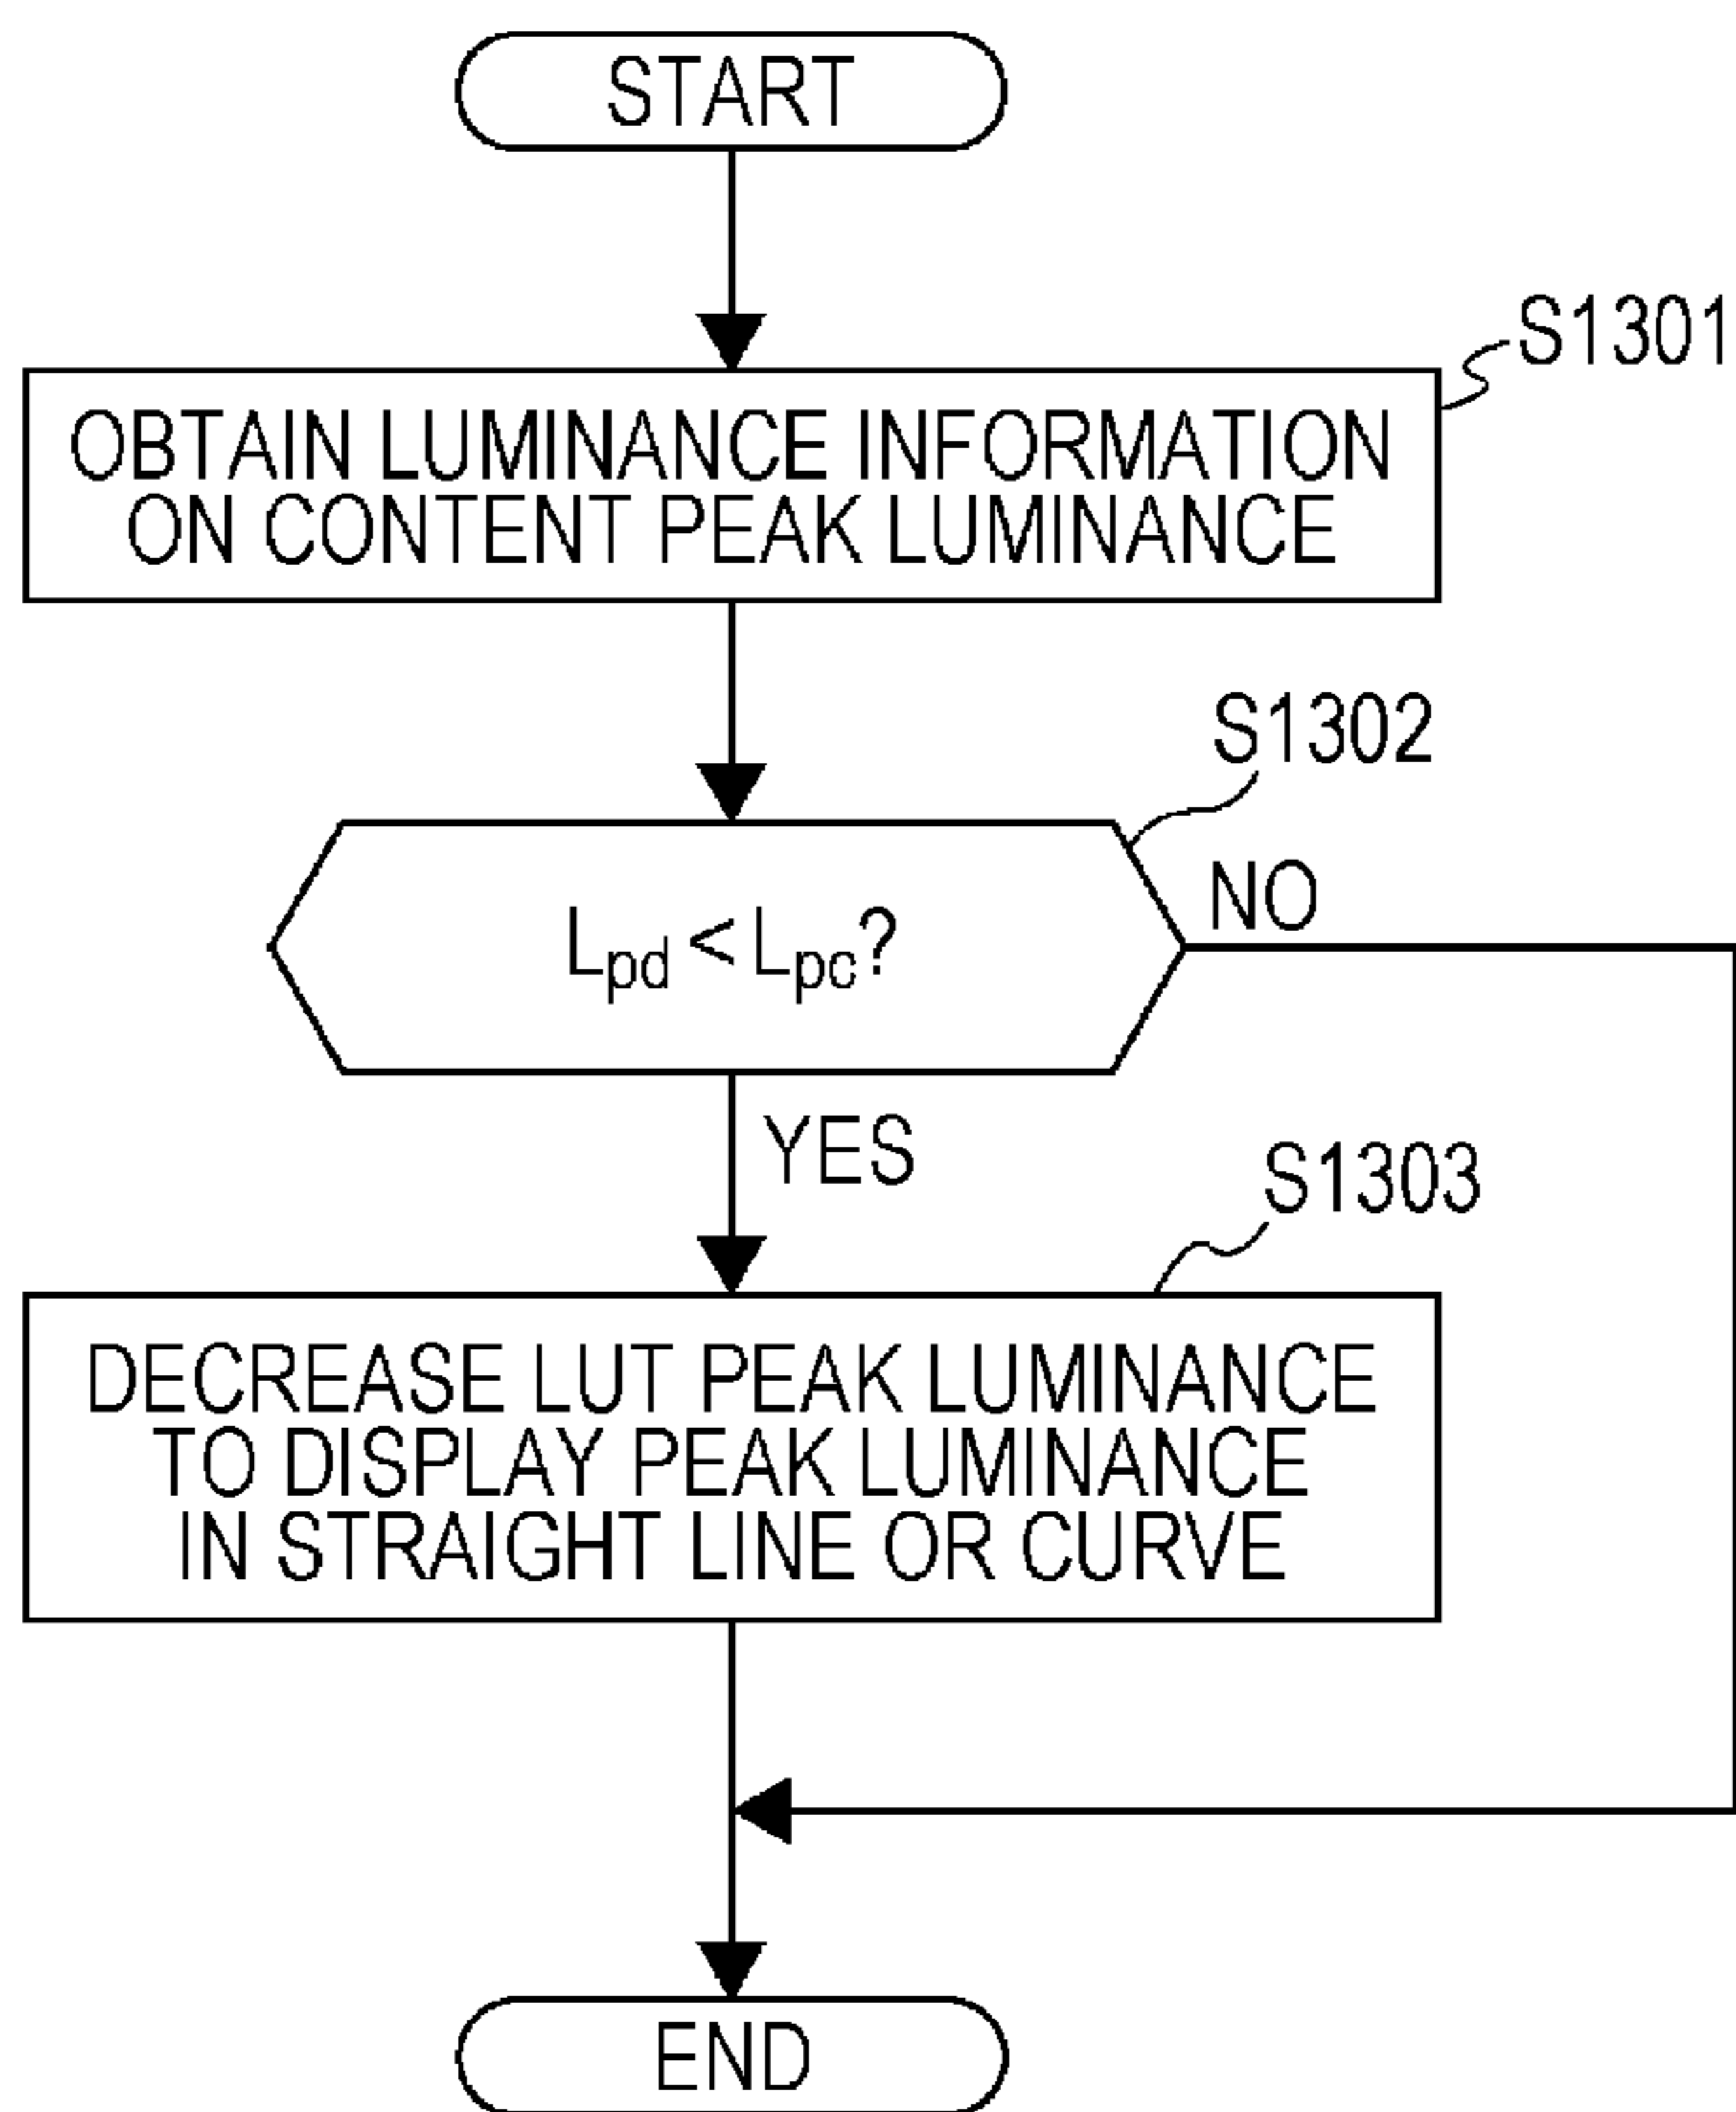 START
S1301
OBTAIN LUMINANCE INFORMATION
ON CONTENT PEAK LUMINANCE
S1302
NO
Lpd < Lpc?
YES
S1303
DECREASE LUT PEAK LUMINANCE
TO DISPLAY PEAK LUMINANCE
IN STRAIGHT LINE OR CURVE
END